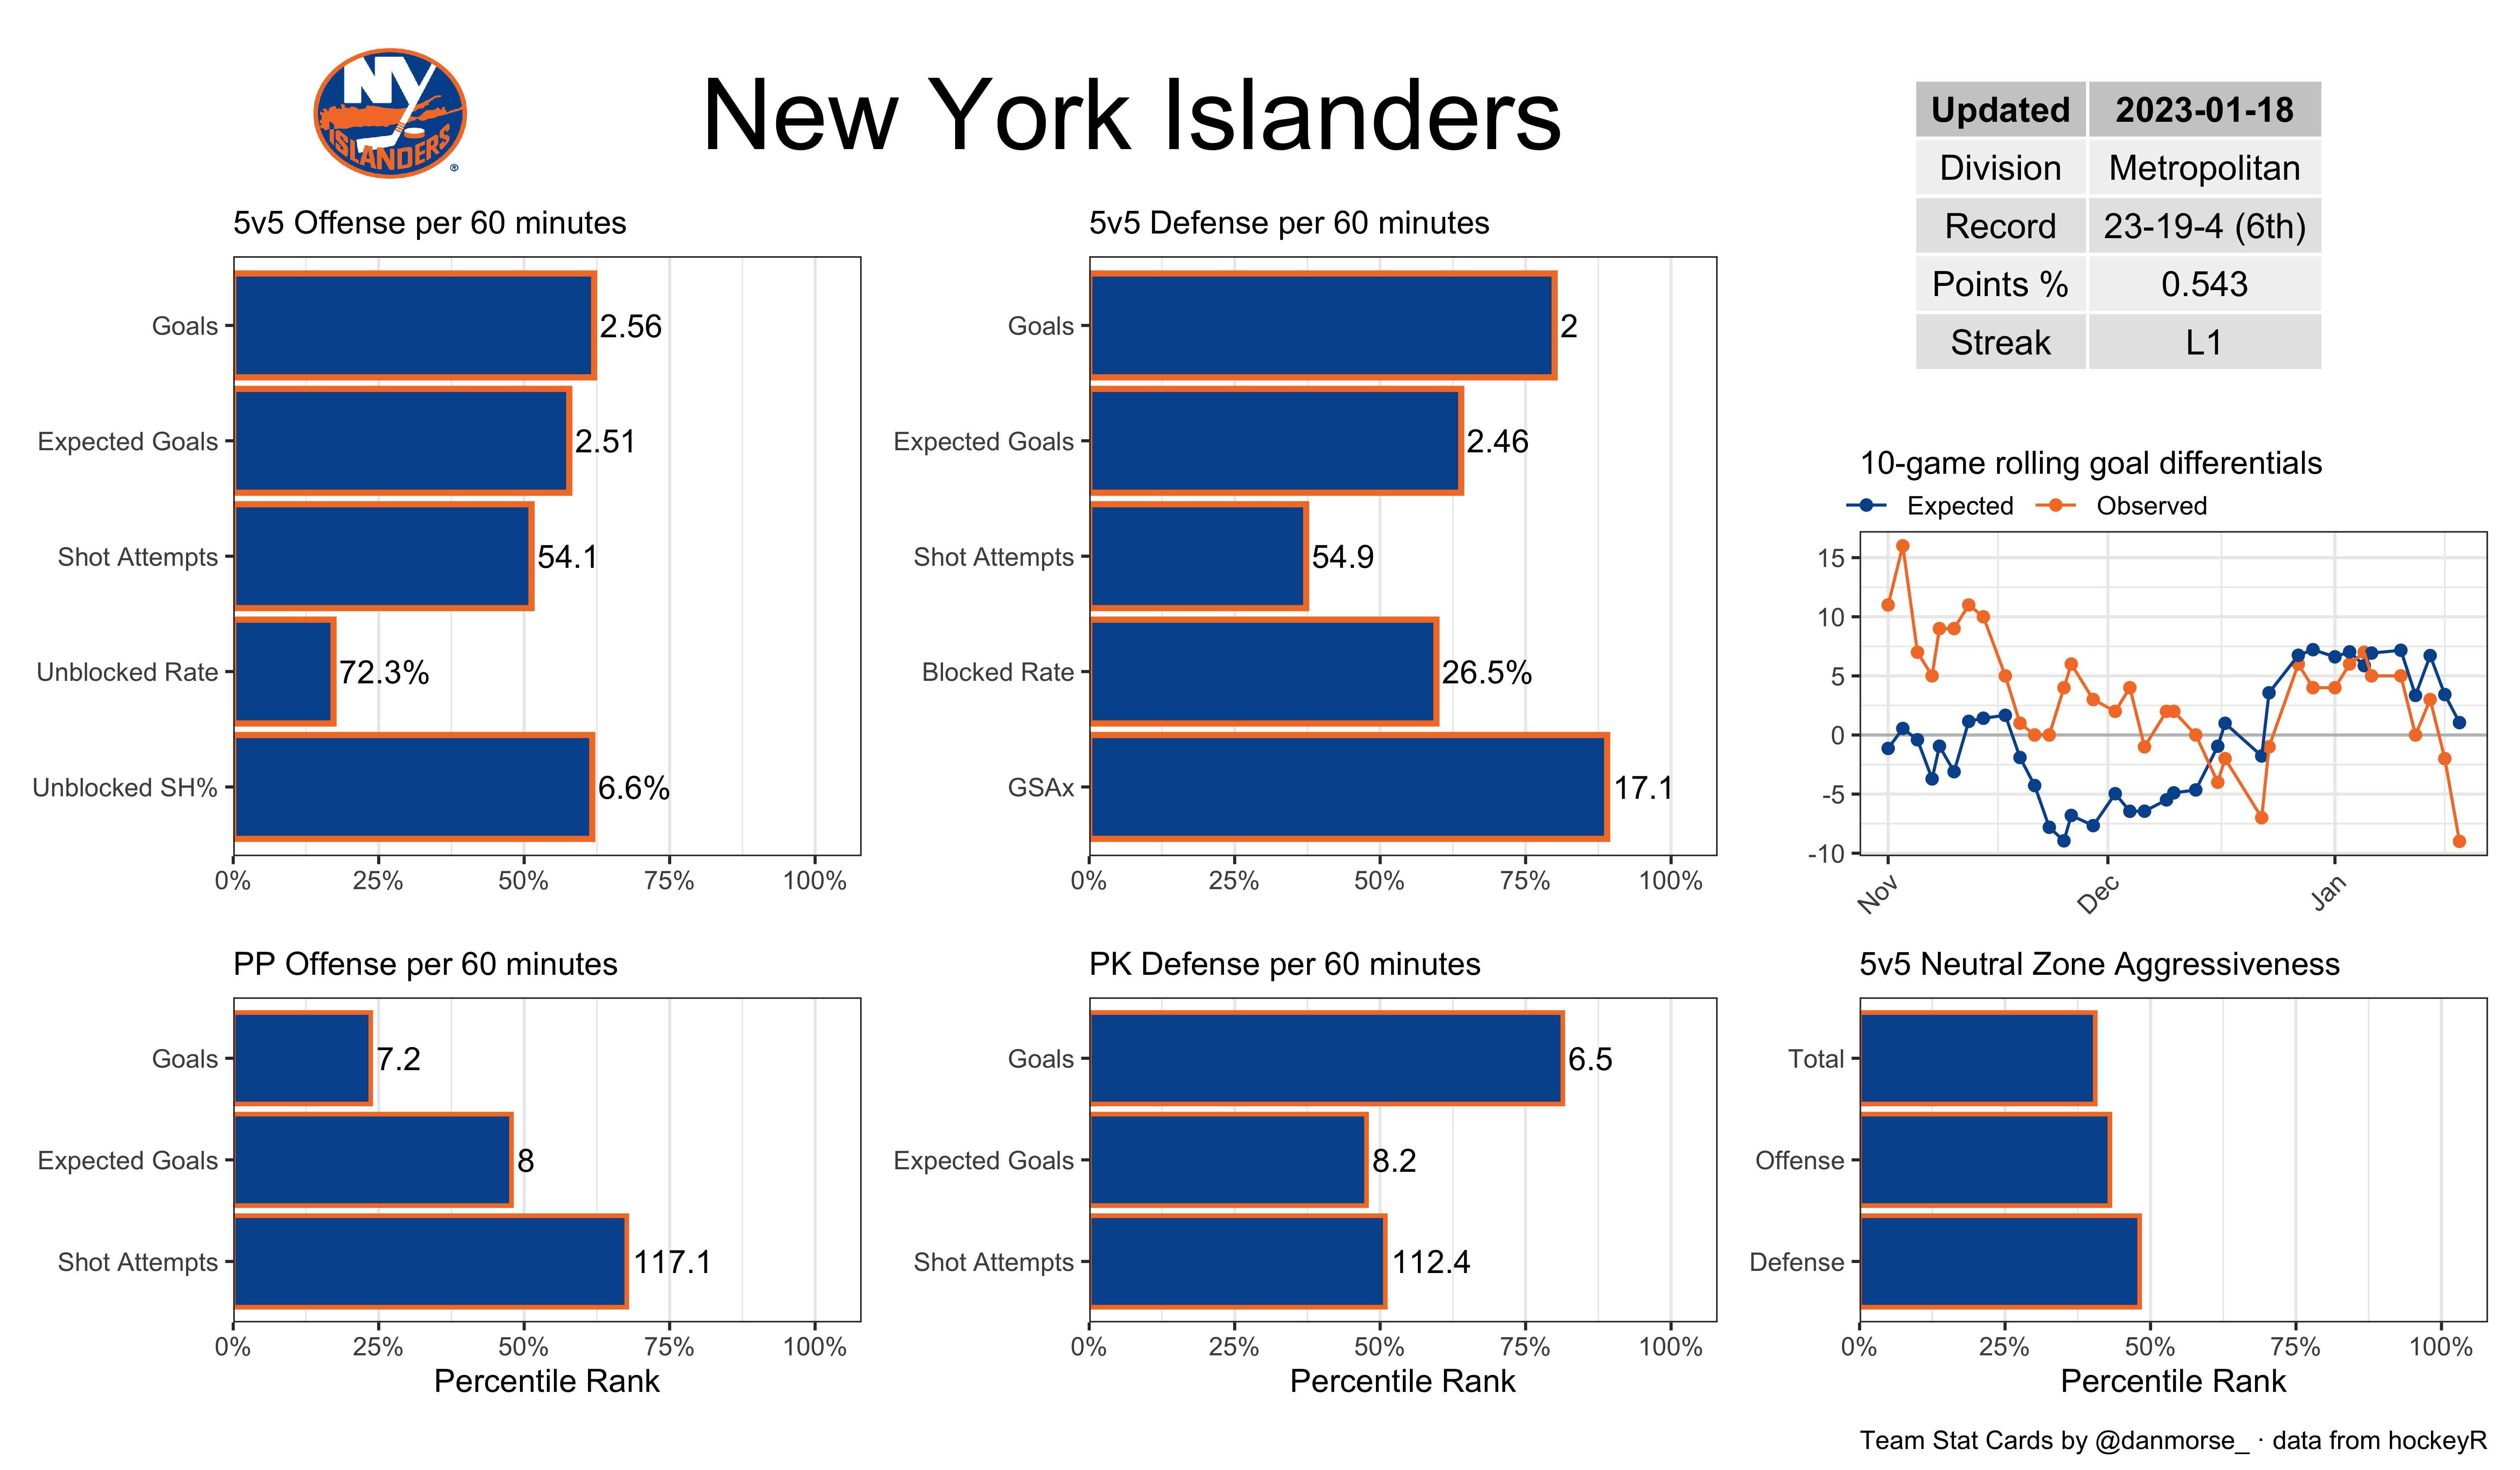 NY
ISLANDERS
®
New York Islanders
Updated 2023-01-18
Division Metropolitan
Record 23-19-4 (6th)
Points % 0.543
Streak L1
5v5 Offense per 60 minutes
Goals 2.56
Expected Goals 2.51
Shot Attempts 54.1
Unblocked Rate 72.3%
Unblocked SH% 6.6%
0% 25% 50% 75% 100%
5v5 Defense per 60 minutes
Goals 2
Expected Goals 2.46
Shot Attempts 54.9
Blocked Rate 26.5%
GSAx 17.1
0% 25% 50% 75% 100%
10-game rolling goal differentials
Expected Observed
15
10
5
0
-5
-10
Nov Dec Jan
PP Offense per 60 minutes
Goals 7.2
Expected Goals 8
Shot Attempts 117.1
0% 25% 50% 75% 100%
Percentile Rank
PK Defense per 60 minutes
Goals 6.5
Expected Goals 8.2
Shot Attempts 112.4
0% 25% 50% 75% 100%
Percentile Rank
5v5 Neutral Zone Aggressiveness
Total
Offense
Defense
0% 25% 50% 75% 100%
Percentile Rank
Team Stat Cards by @danmorse_ · data from hockeyR